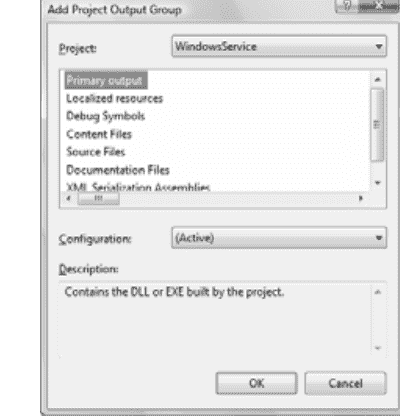 Add Project Output Group
Project: WindowsService
Primary output
Localized resources
Debug Symbols
Content Files
Source Files
Documentation Files
XML Serialization Assemblies
Configuration: (Active)
Description:
Contains the DLL or EXE built by the project.
OK Cancel